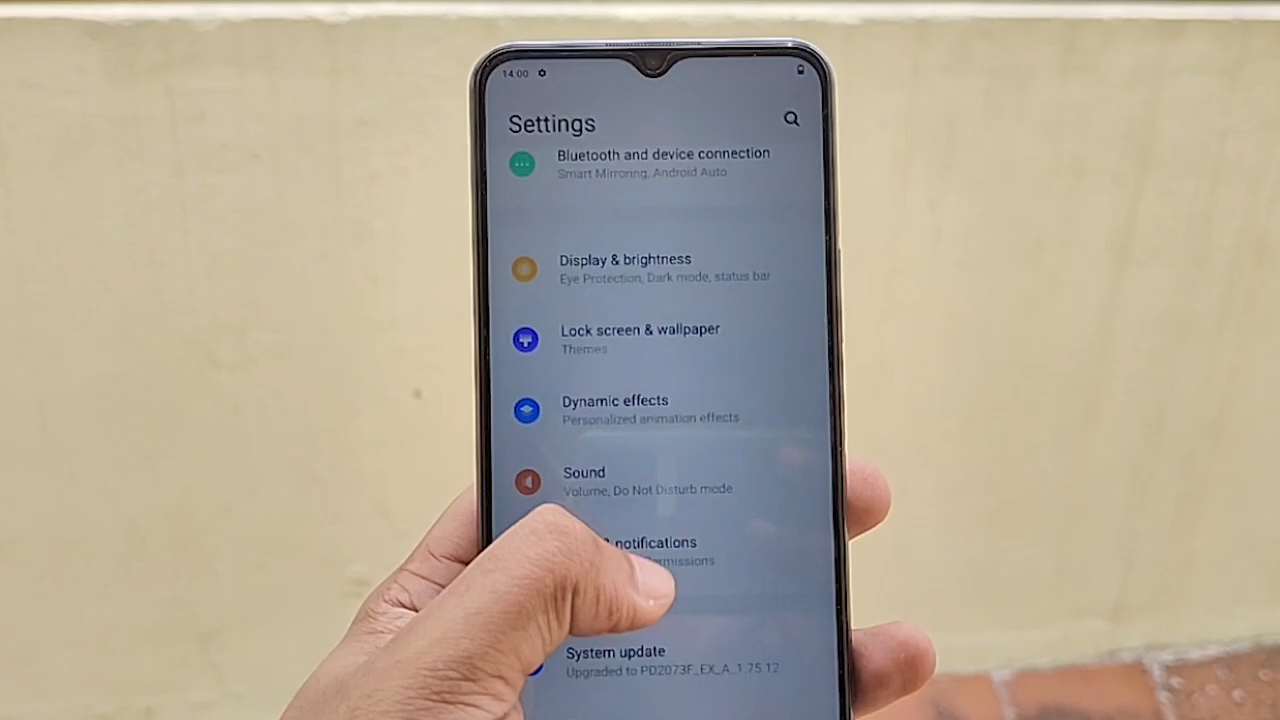 14:00
Settings
Bluetooth and device connection
Smart Mirroring, Android Auto
Display & brightness
Eye Protection, Dark mode, status bar
Lock screen & wallpaper
Themes
Dynamic effects
Personalized animation effects
Sound
Volume, Do Not Disturb mode
& notifications
System update
Upgraded to PD2073F_EX_A_1.75.12